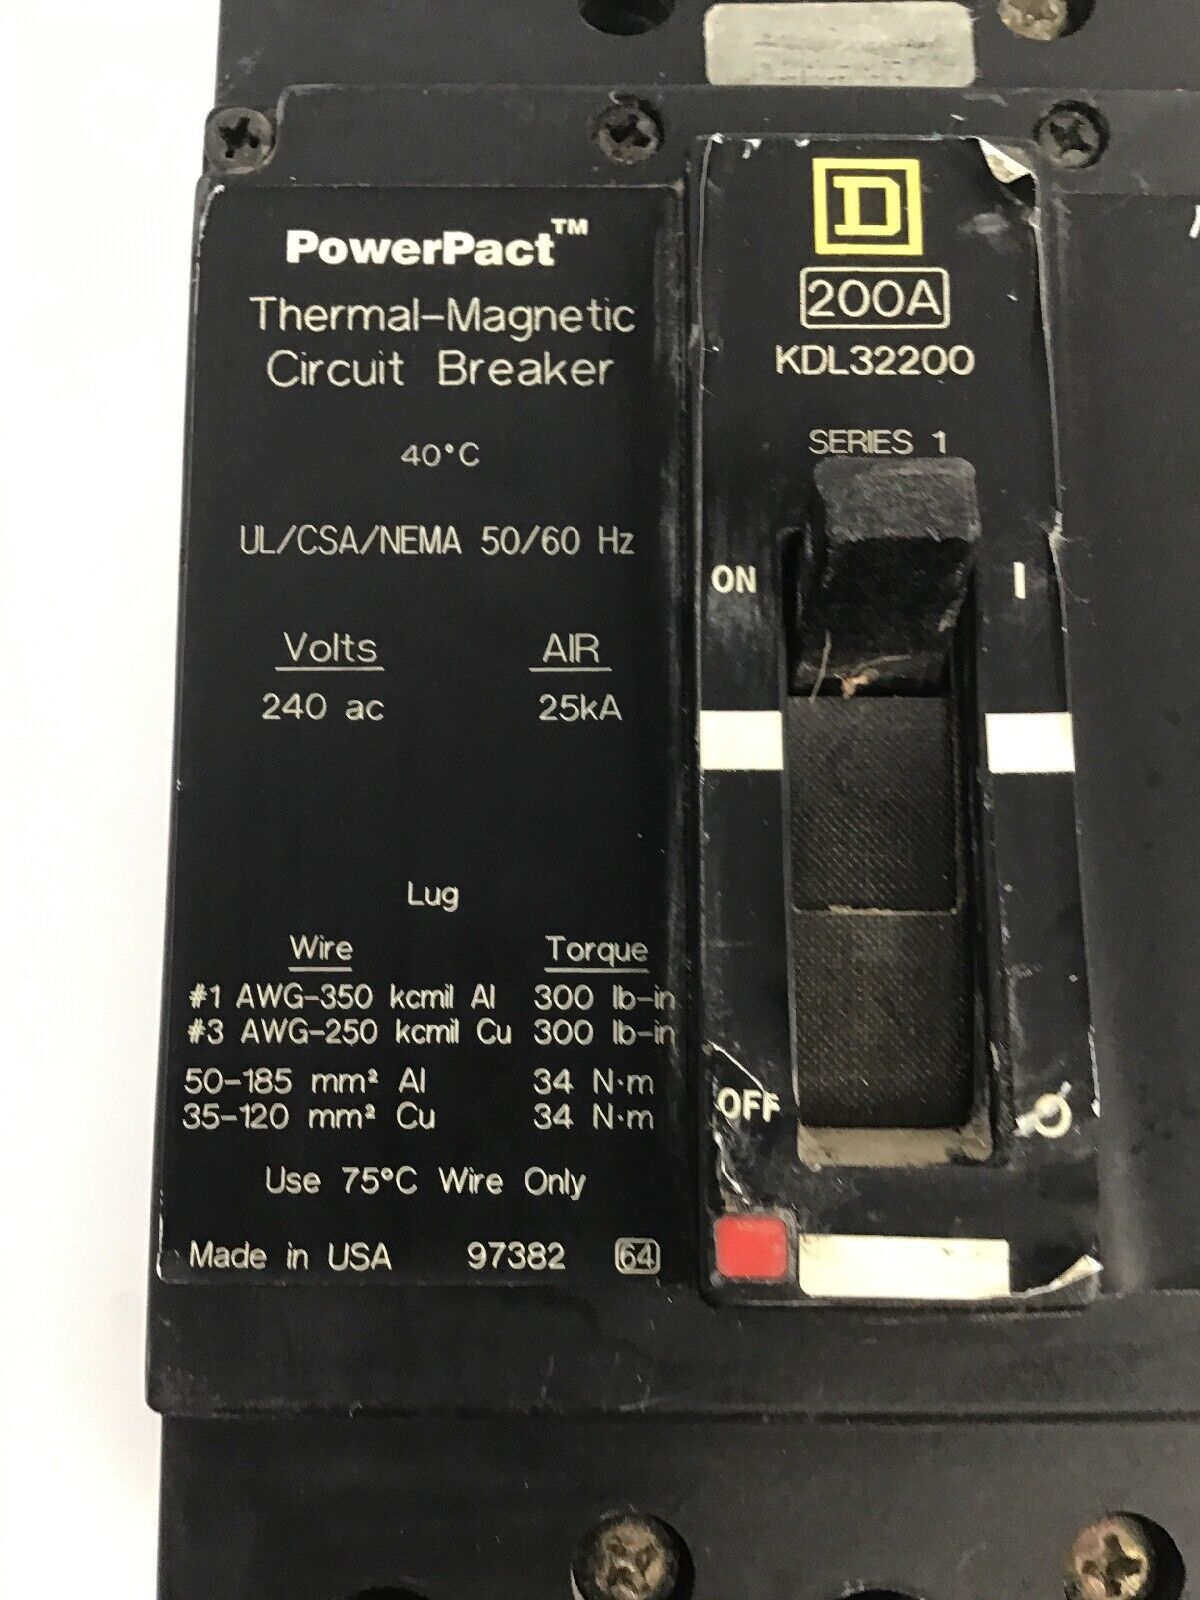 PowerPact™
Thermal-Magnetic
Circuit Breaker
40°C
UL/CSA/NEMA 50/60 Hz
Volts AIR
240 ac 25kA
Lug
Wire Torque
#1 AWG-350 kcmil Al 300 lb-in
#3 AWG-250 kcmil Cu 300 lb-in
50-185 mm² Al 34 N·m
35-120 mm² Cu 34 N·m
Use 75°C Wire Only
Made in USA 97382 64
D
200A
KDL32200
SERIES 1
ON I
OFF O